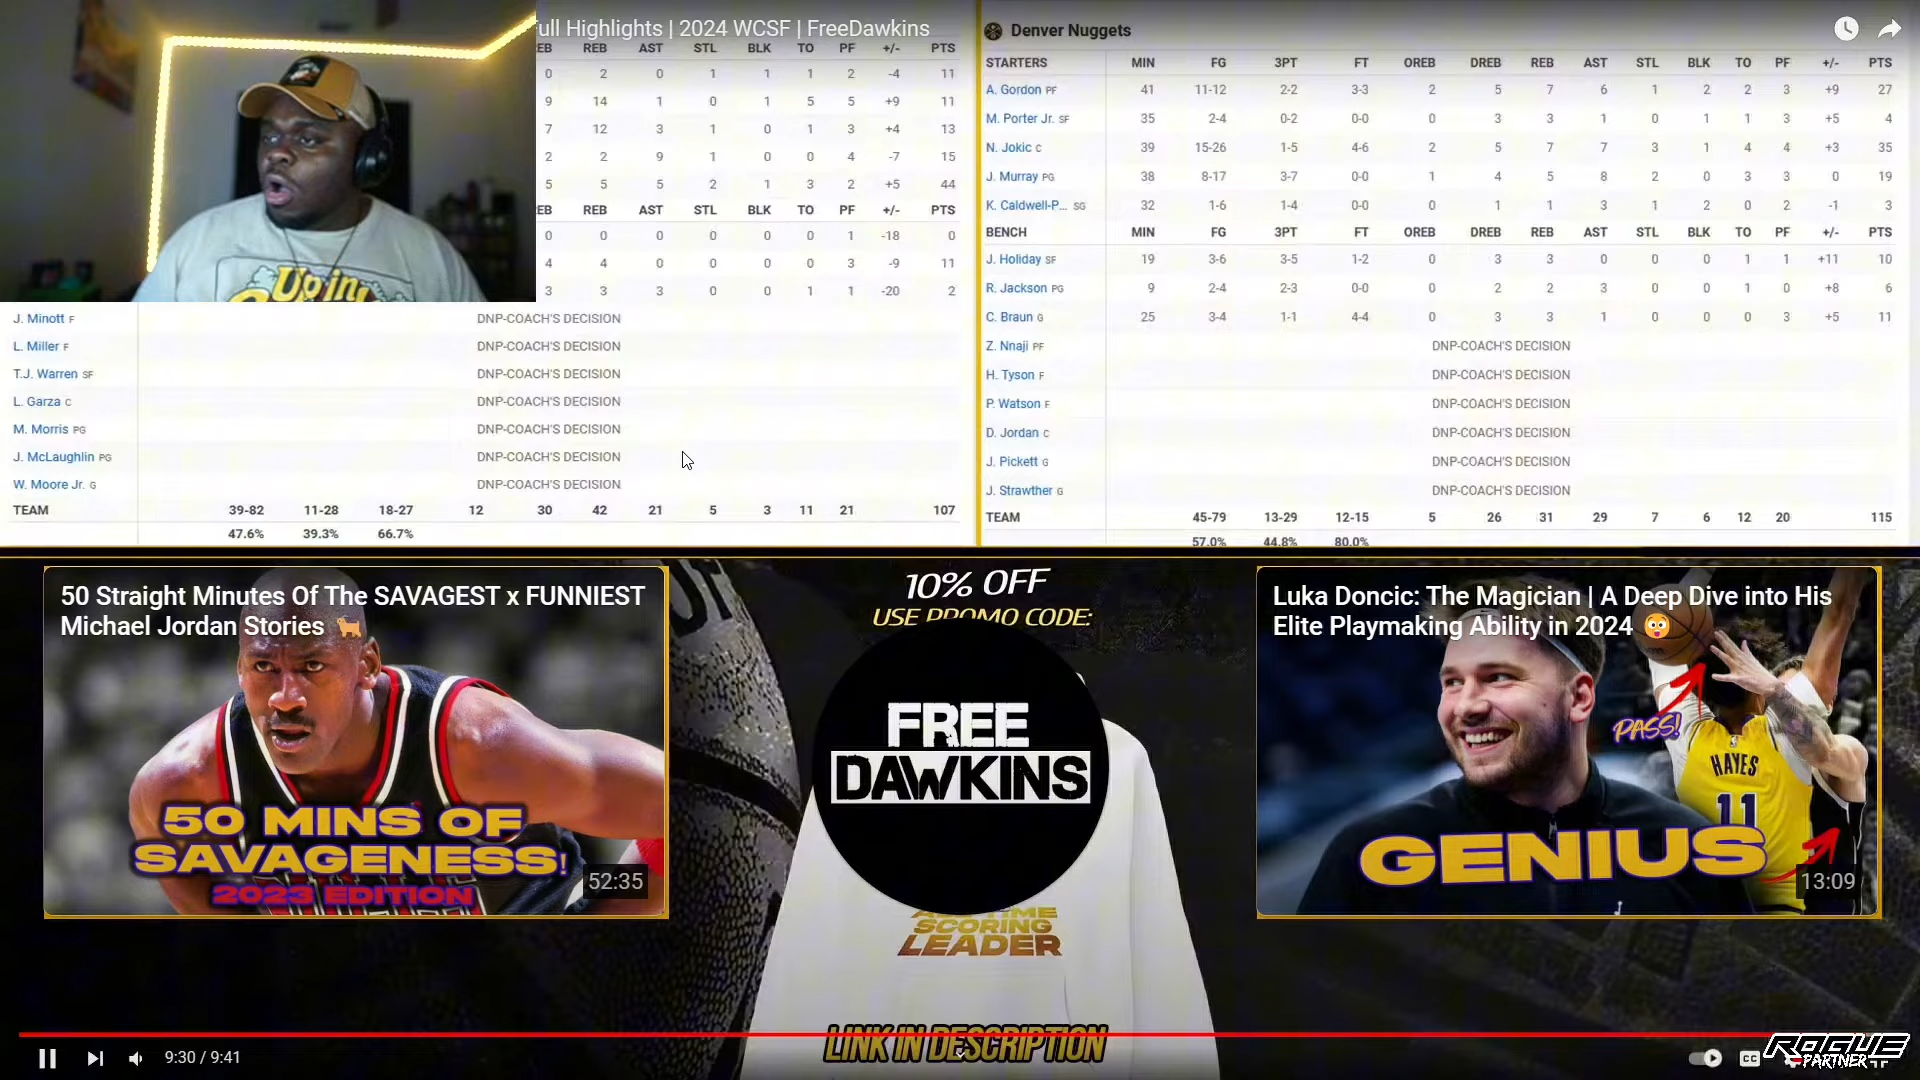 Full Highlights | 2024 WCSF | FreeDawkins
REB AST STL BLK TO PF +/- PTS
0 2 0 1 1 1 2 -4 11
9 14 1 0 1 5 5 +9 11
7 12 3 1 0 1 3 +4 13
2 2 9 1 0 0 4 -7 15
5 5 5 2 1 3 2 +5 44
REB AST STL BLK TO PF +/- PTS
0 0 0 0 0 0 1 -18 0
4 4 0 0 0 0 3 -9 11
3 3 3 0 0 1 1 -20 2
J. Minott F DNP-COACH'S DECISION
L. Miller F DNP-COACH'S DECISION
T.J. Warren SF DNP-COACH'S DECISION
L. Garza C DNP-COACH'S DECISION
M. Morris PG DNP-COACH'S DECISION
J. McLaughlin PG DNP-COACH'S DECISION
W. Moore Jr. G DNP-COACH'S DECISION
TEAM 39-82 11-28 18-27 12 30 42 21 5 3 11 21 107
47.6% 39.3% 66.7%
Denver Nuggets
STARTERS MIN FG 3PT FT OREB DREB REB AST STL BLK TO PF +/- PTS
A. Gordon PF 41 11-12 2-2 3-3 2 5 7 6 1 2 2 3 +9 27
M. Porter Jr. SF 35 2-4 0-2 0-0 0 3 3 1 0 1 1 3 +5 4
N. Jokic C 39 15-26 1-5 4-6 2 5 7 7 3 1 4 4 +3 35
J. Murray PG 38 8-17 3-7 0-0 1 4 5 8 2 0 3 3 0 19
K. Caldwell-P... SG 32 1-6 1-4 0-0 0 1 1 3 1 2 0 2 -1 3
BENCH MIN FG 3PT FT OREB DREB REB AST STL BLK TO PF +/- PTS
J. Holiday SF 19 3-6 3-5 1-2 0 3 3 0 0 0 1 1 +11 10
R. Jackson PG 9 2-4 2-3 0-0 0 2 2 3 0 0 1 0 +8 6
C. Braun G 25 3-4 1-1 4-4 0 3 3 1 0 0 0 3 +5 11
Z. Nnaji PF DNP-COACH'S DECISION
H. Tyson F DNP-COACH'S DECISION
P. Watson F DNP-COACH'S DECISION
D. Jordan C DNP-COACH'S DECISION
J. Pickett G DNP-COACH'S DECISION
J. Strawther G DNP-COACH'S DECISION
TEAM 45-79 13-29 12-15 5 26 31 29 7 6 12 20 115
57.0% 44.8% 80.0%
Up in
50 Straight Minutes Of The SAVAGEST x FUNNIEST
Michael Jordan Stories 🐐
50 MINS OF
SAVAGENESS!
2023 EDITION
52:35
10% OFF
USE PROMO CODE:
FREE
DAWKINS
ALL-TIME
SCORING
LEADER
LINK IN DESCRIPTION
Luka Doncic: The Magician | A Deep Dive into His
Elite Playmaking Ability in 2024 😲
PASS!
HAYES
11
GENIUS
13:09
9:30 / 9:41
CC
ROGUE
PARTNER